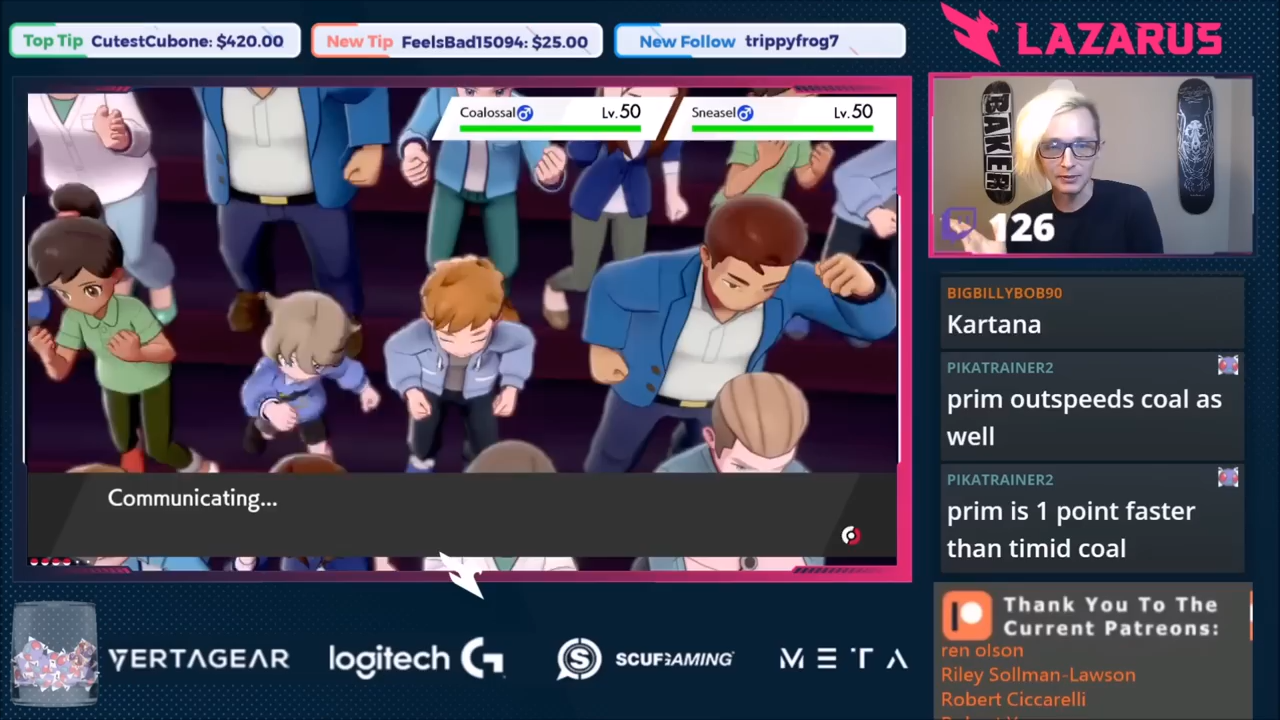 Top Tip CutestCubone: $420.00
New Tip FeelsBad15094: $25.00
New Follow trippyfrog7
LAZARUS
Coalossal♂ Lv.50
Sneasel♂ Lv.50
BAKER
126
BIGBILLYBOB90
Kartana
PIKATRAINER2
prim outspeeds coal as
well
PIKATRAINER2
prim is 1 point faster
than timid coal
Communicating...
Thank You To The
Current Patreons:
ren olson
Riley Sollman-Lawson
Robert Ciccarelli
VERTAGEAR
logitech G
S SCUFGAMING
META